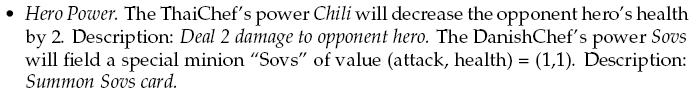 • Hero Power. The ThaiChef's power Chili will decrease the opponent hero's health
by 2. Description: Deal 2 damage to opponent hero. The DanishChef's power Sovs
will field a special minion “Sovs” of value (attack, health) = (1,1). Description:
Summon Sovs card.